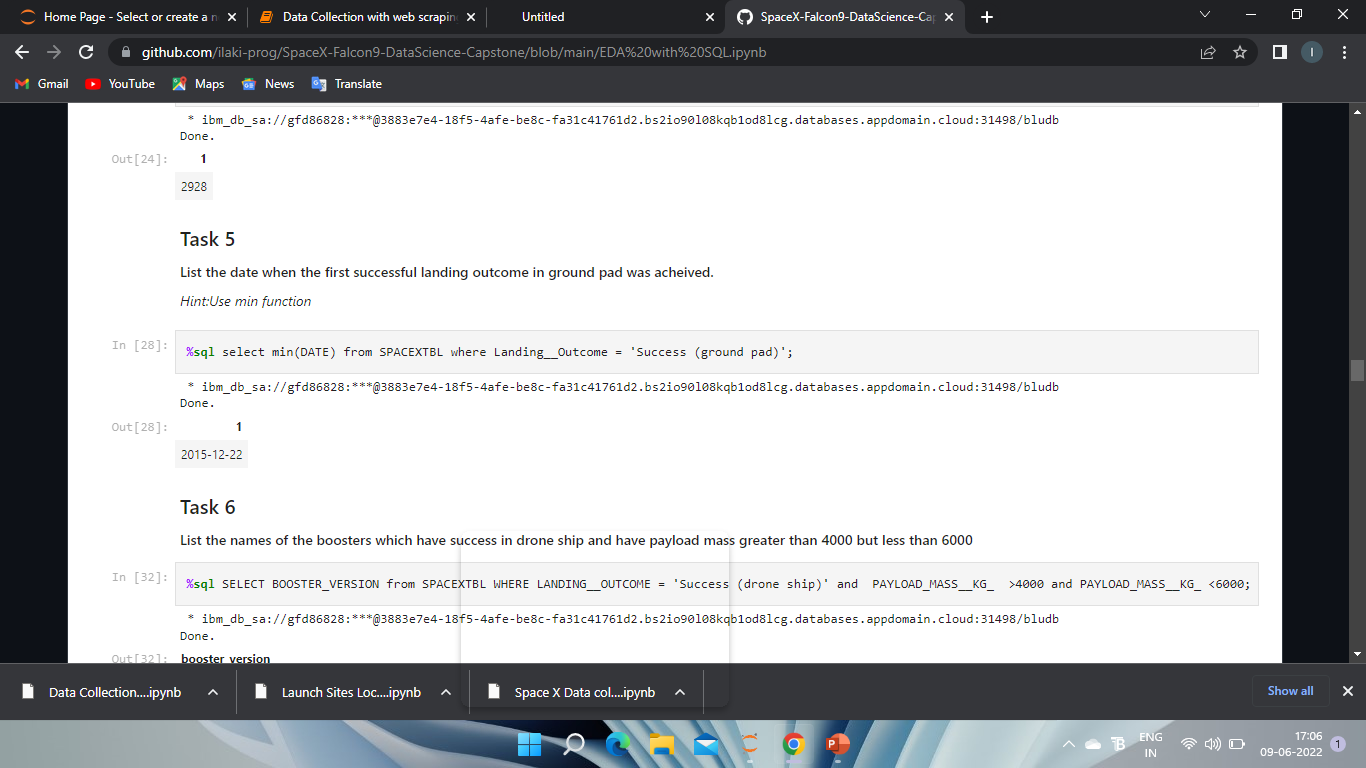 Home Page - Select or create a n
Data Collection with web scrapin
Untitled
SpaceX-Falcon9-DataScience-Cap
github.com/ilaki-prog/SpaceX-Falcon9-DataScience-Capstone/blob/main/EDA%20with%20SQL.ipynb
I
Gmail
YouTube
Maps
News
Translate
* ibm_db_sa://gfd86828:***@3883e7e4-18f5-4afe-be8c-fa31c41761d2.bs2io90l08kqb1od8lcg.databases.appdomain.cloud:31498/bludb
Done.
Out[24]:
1
2928
Task 5
List the date when the first successful landing outcome in ground pad was acheived.
Hint:Use min function
In [28]:
%sql select min(DATE) from SPACEXTBL where Landing__Outcome = 'Success (ground pad)';
* ibm_db_sa://gfd86828:***@3883e7e4-18f5-4afe-be8c-fa31c41761d2.bs2io90l08kqb1od8lcg.databases.appdomain.cloud:31498/bludb
Done.
Out[28]:
1
2015-12-22
Task 6
List the names of the boosters which have success in drone ship and have payload mass greater than 4000 but less than 6000
In [32]:
%sql SELECT BOOSTER_VERSION from SPACEXTBL WHERE LANDING__OUTCOME = 'Success (drone ship)' and  PAYLOAD_MASS__KG_  >4000 and PAYLOAD_MASS__KG_ <6000;
* ibm_db_sa://gfd86828:***@3883e7e4-18f5-4afe-be8c-fa31c41761d2.bs2io90l08kqb1od8lcg.databases.appdomain.cloud:31498/bludb
Done.
Out[32]:
booster_version
Data Collection....ipynb
Launch Sites Loc....ipynb
Space X Data col....ipynb
Show all
ENG
IN
17:06
09-06-2022
1